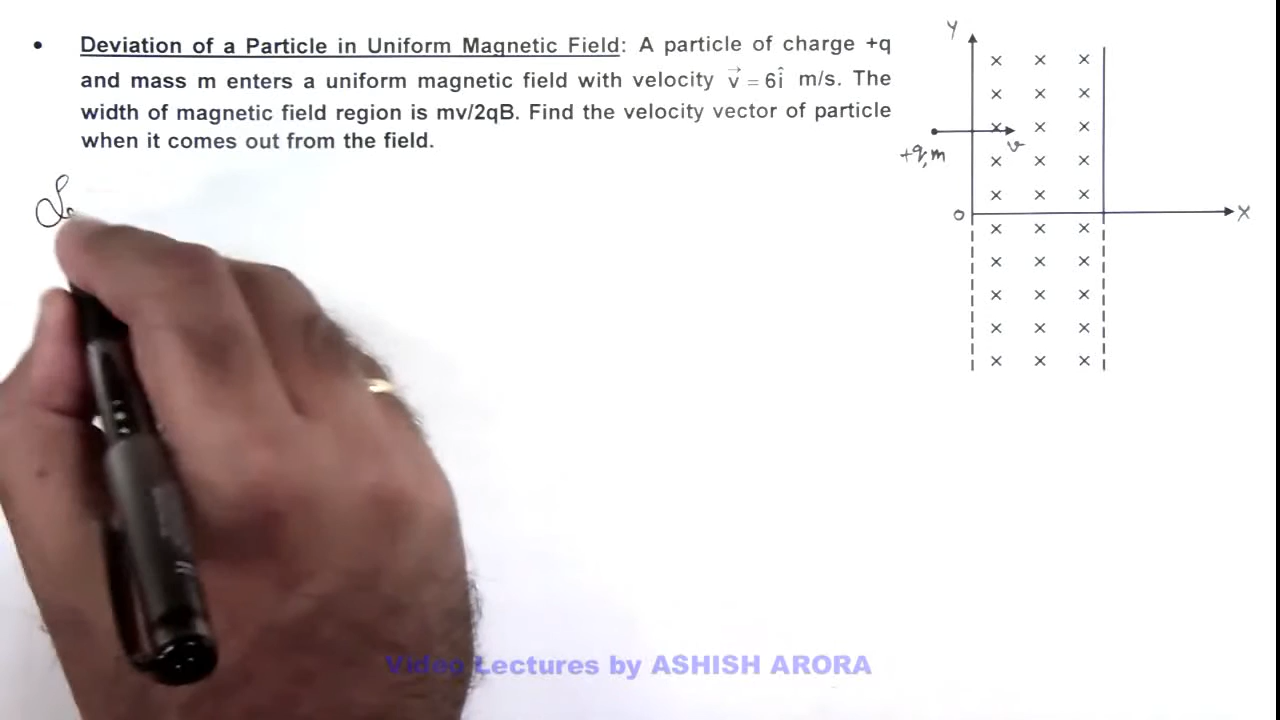 • Deviation of a Particle in Uniform Magnetic Field: A particle of charge +q
and mass m enters a uniform magnetic field with velocity v⃗ = 6î m/s. The
width of magnetic field region is mv/2qB. Find the velocity vector of particle
when it comes out from the field.
Y
× × ×
× × ×
× × ×
+q,m
v
× × ×
× × ×
O
X
× × ×
× × ×
× × ×
× × ×
× × ×
Video Lectures by ASHISH ARORA